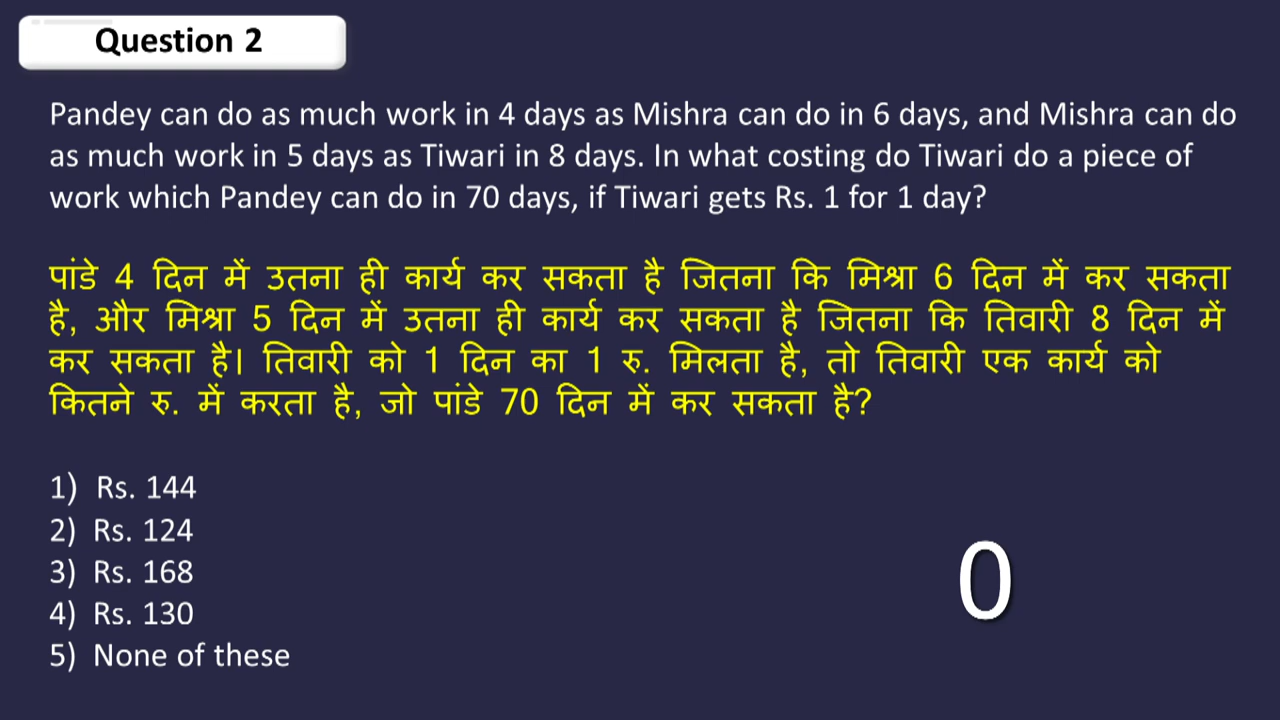 Question 2
Pandey can do as much work in 4 days as Mishra can do in 6 days, and Mishra can do
as much work in 5 days as Tiwari in 8 days. In what costing do Tiwari do a piece of
work which Pandey can do in 70 days, if Tiwari gets Rs. 1 for 1 day?
पांडे 4 दिन में उतना ही कार्य कर सकता है जितना कि मिश्रा 6 दिन में कर सकता
है, और मिश्रा 5 दिन में उतना ही कार्य कर सकता है जितना कि तिवारी 8 दिन में
कर सकता है। तिवारी को 1 दिन का 1 रु. मिलता है, तो तिवारी एक कार्य को
कितने रु. में करता है, जो पांडे 70 दिन में कर सकता है?
1) Rs. 144
2) Rs. 124
3) Rs. 168
4) Rs. 130
5) None of these
0